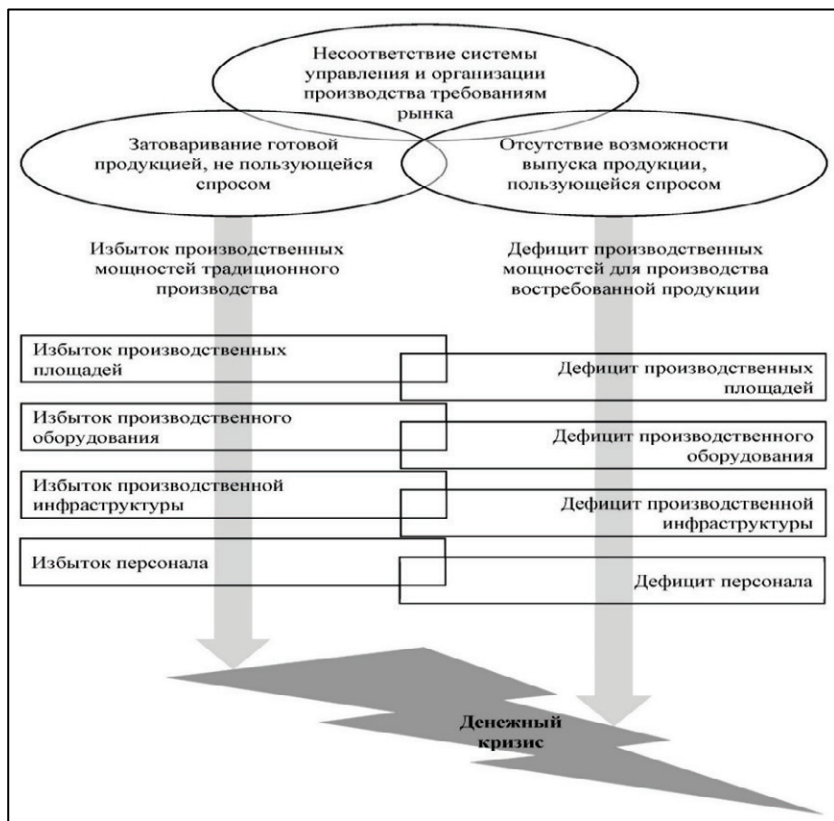 Несоответствие системы
управления и организации
производства требованиям
рынка
Затоваривание готовой
продукцией, не пользующейся
спросом
Отсутствие возможности
выпуска продукции,
пользующейся спросом
Избыток производственных
мощностей традиционного
производства
Дефицит производственных
мощностей для производства
востребованной продукции
Избыток производственных
площадей
Дефицит производственных
площадей
Избыток производственного
оборудования
Дефицит производственного
оборудования
Избыток производственной
инфраструктуры
Дефицит производственной
инфраструктуры
Избыток персонала
Дефицит персонала
Денежный
кризис